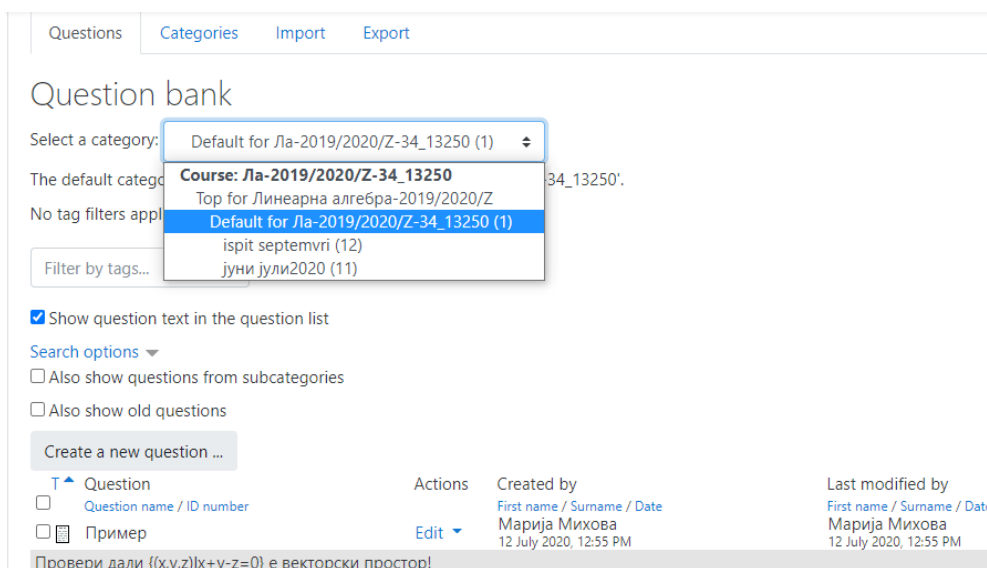 Questions Categories Import Export
Question bank
Select a category: Default for Ла-2019/2020/Z-34_13250 (1)
Course: Ла-2019/2020/Z-34_13250
The default catego -34_13250'.
Top for Линеарна алгебра-2019/2020/Z
No tag filters appl
Default for Ла-2019/2020/Z-34_13250 (1)
ispit septemvri (12)
Filter by tags...
јуни јули2020 (11)
Show question text in the question list
Search options
Also show questions from subcategories
Also show old questions
Create a new question ...
T Question Actions Created by Last modified by
Question name / ID number First name / Surname / Date First name / Surname / Date
Пример Edit Марија Михова Марија Михова
12 July 2020, 12:55 PM 12 July 2020, 12:55 PM
Провери дали {(x,y,z)|x+y-z=0} е векторски простор!